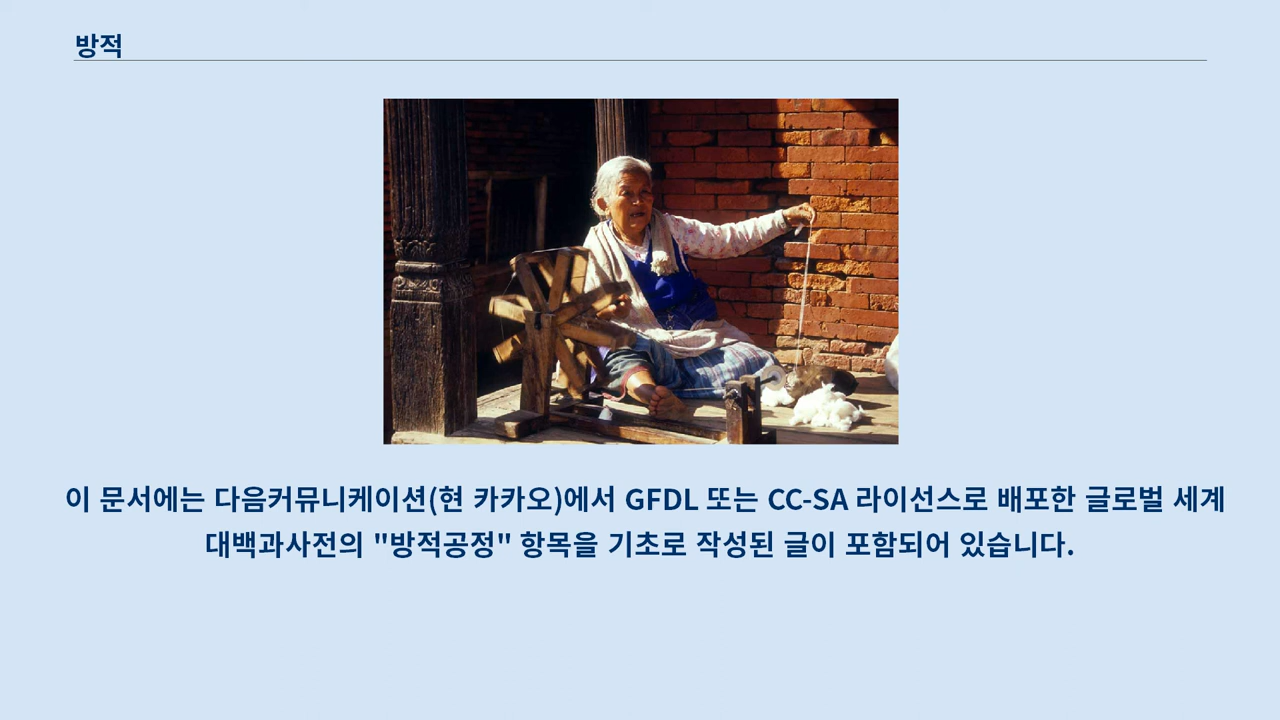 방적
이 문서에는 다음커뮤니케이션(현 카카오)에서 GFDL 또는 CC-SA 라이선스로 배포한 글로벌 세계
대백과사전의 "방적공정" 항목을 기초로 작성된 글이 포함되어 있습니다.